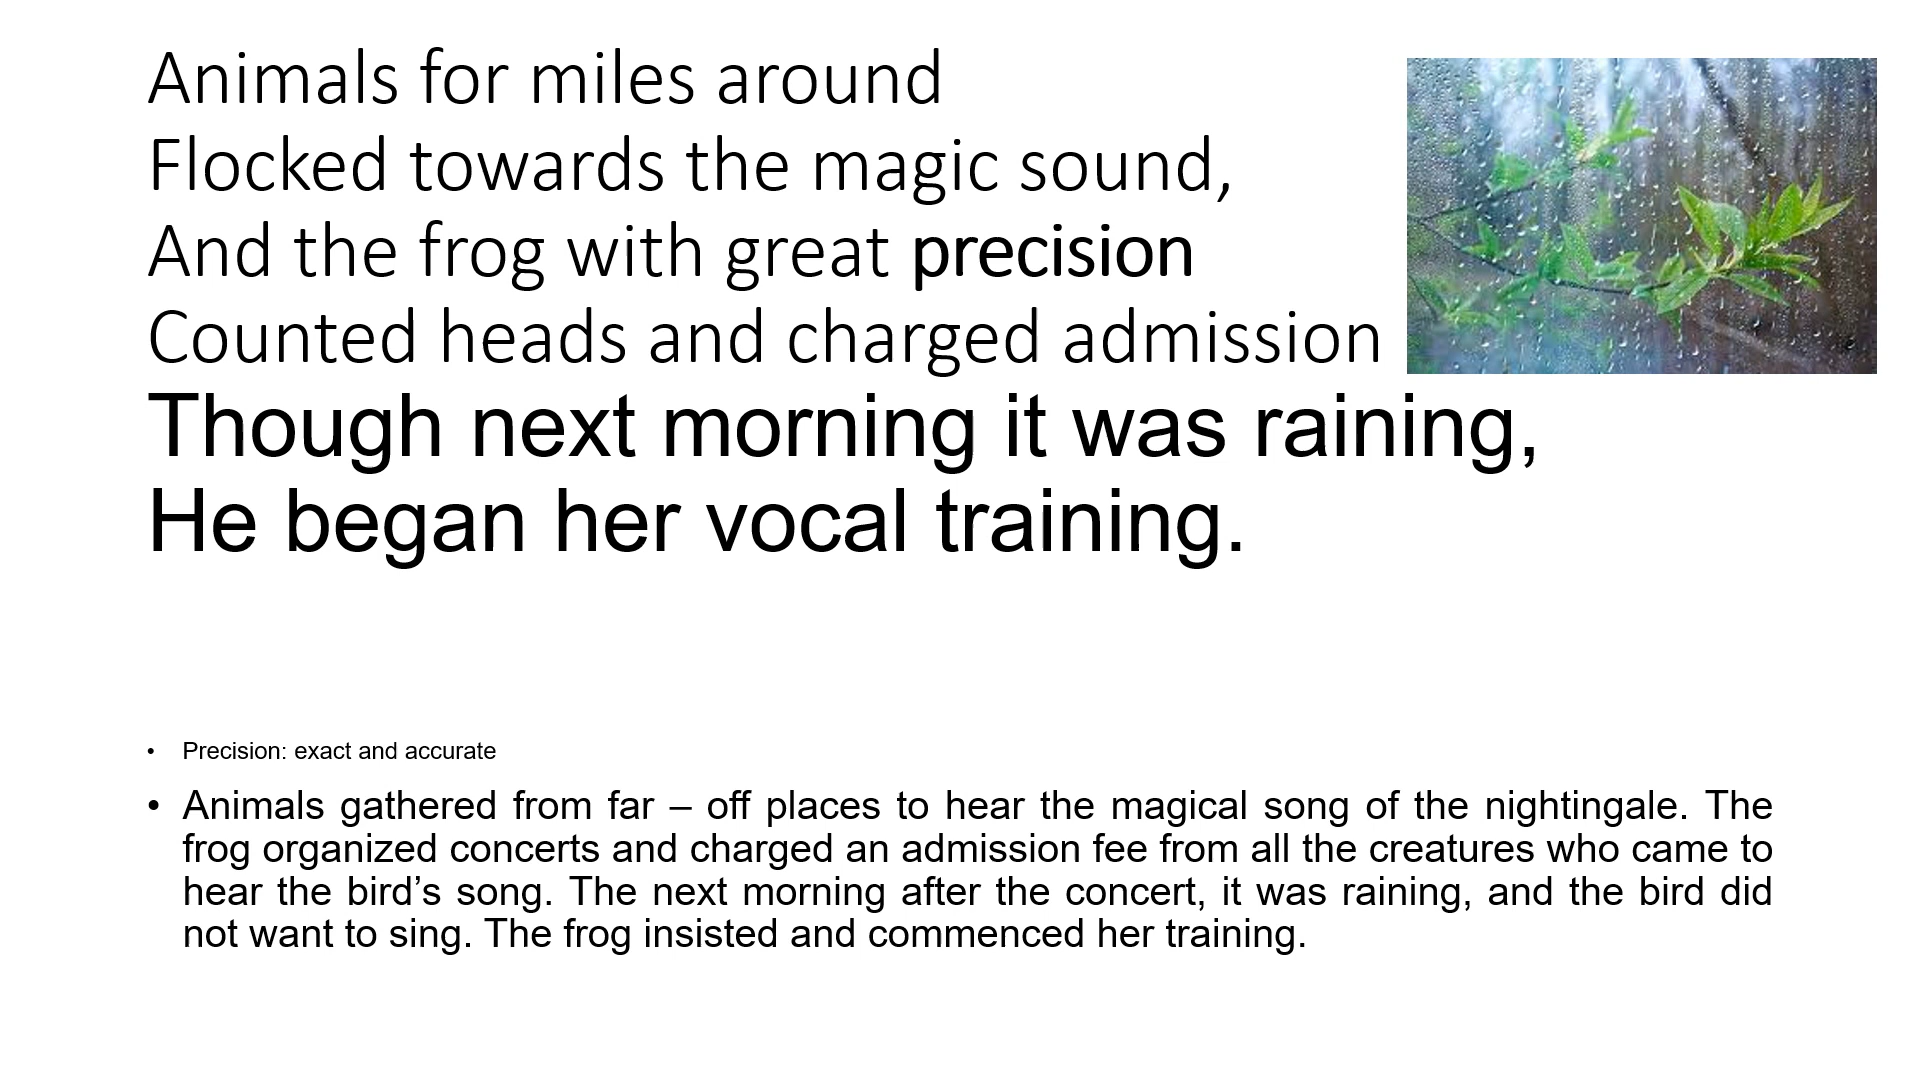 Animals for miles around
Flocked towards the magic sound,
And the frog with great precision
Counted heads and charged admission
Though next morning it was raining,
He began her vocal training.
• Precision: exact and accurate
• Animals gathered from far – off places to hear the magical song of the nightingale. The
frog organized concerts and charged an admission fee from all the creatures who came to
hear the bird’s song. The next morning after the concert, it was raining, and the bird did
not want to sing. The frog insisted and commenced her training.